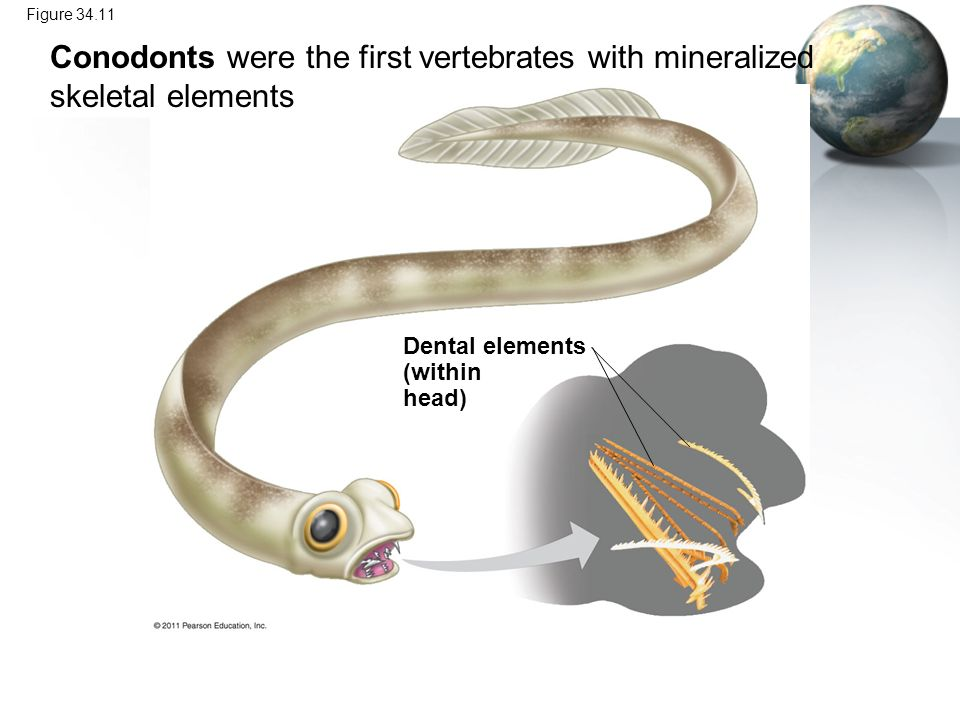 Figure 34.11
Conodonts were the first vertebrates with mineralized
skeletal elements
Dental elements
(within
head)
© 2011 Pearson Education, Inc.